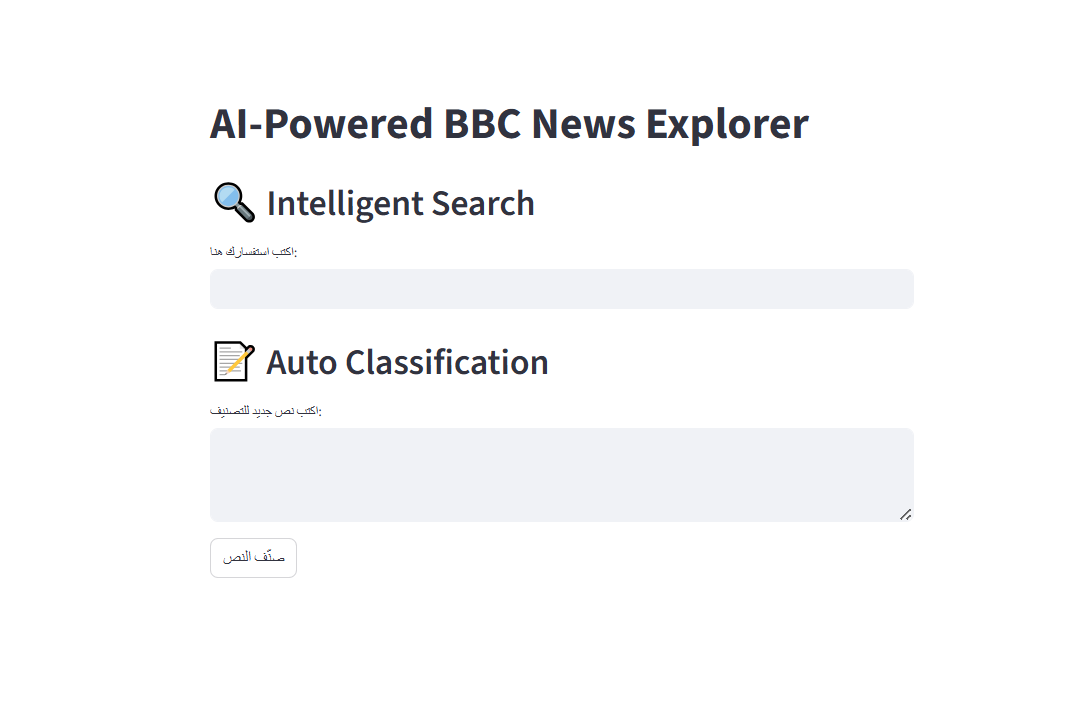 AI-Powered BBC News Explorer
🔍 Intelligent Search
اكتب استفسارك هنا:
📝 Auto Classification
اكتب نص جديد للتصنيف:
صنّف النص